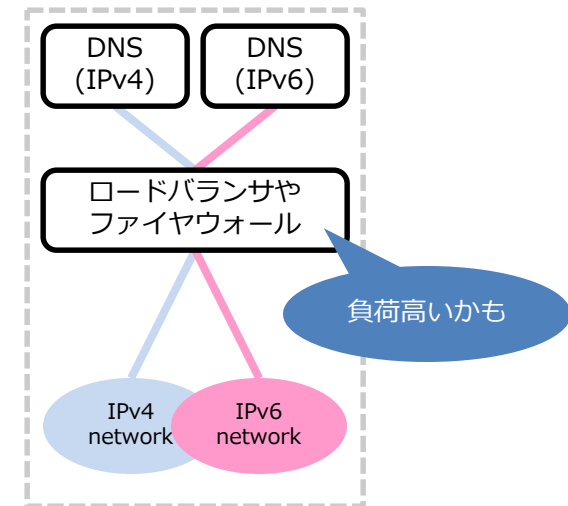 DNS
(IPv4)
DNS
(IPv6)
ロードバランサや
ファイヤウォール
負荷高いかも
IPv4
network
IPv6
network